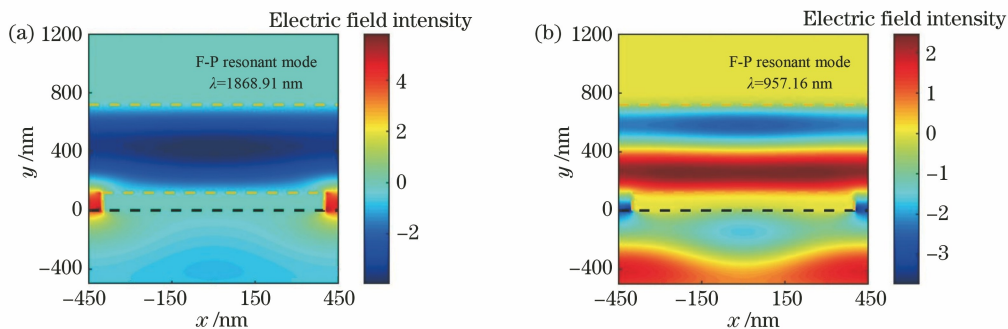 Electric field intensity
(a)
1200
800
400
0
−400
y /nm
F-P resonant mode
λ=1868.91 nm
−450
−150
150
450
x /nm
4
2
0
−2
Electric field intensity
(b)
1200
800
400
0
−400
y /nm
F-P resonant mode
λ=957.16 nm
−450
−150
150
450
x /nm
2
1
0
−1
−2
−3